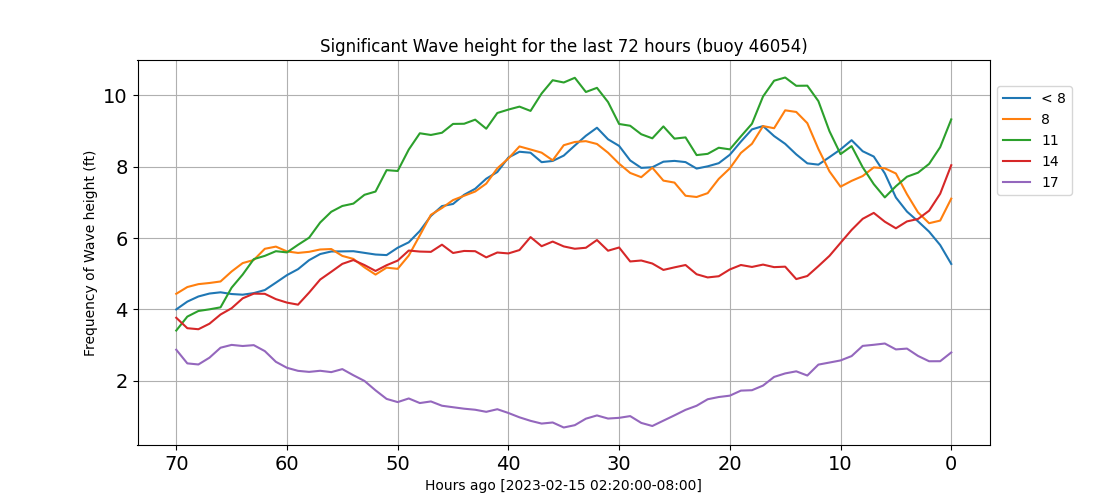 Significant Wave height for the last 72 hours (buoy 46054)
Frequency of Wave height (ft)
10
8
6
4
2
70 60 50 40 30 20 10 0
Hours ago [2023-02-15 02:20:00-08:00]
< 8
8
11
14
17